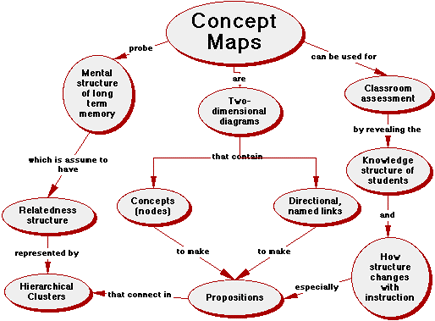 Concept
Maps
probe
are
can be used for
Mental
structure
of long
term
memory
Two-
dimensional
diagrams
Classroom
assessment
which is assume to
have
that contain
by revealing the
Relatedness
structure
Concepts
(nodes)
Directional,
named links
Knowledge
structure of
students
represented by
to make
to make
and
Hierarchical
Clusters
that connect in
Propositions
especially
How
structure
changes
with
instruction